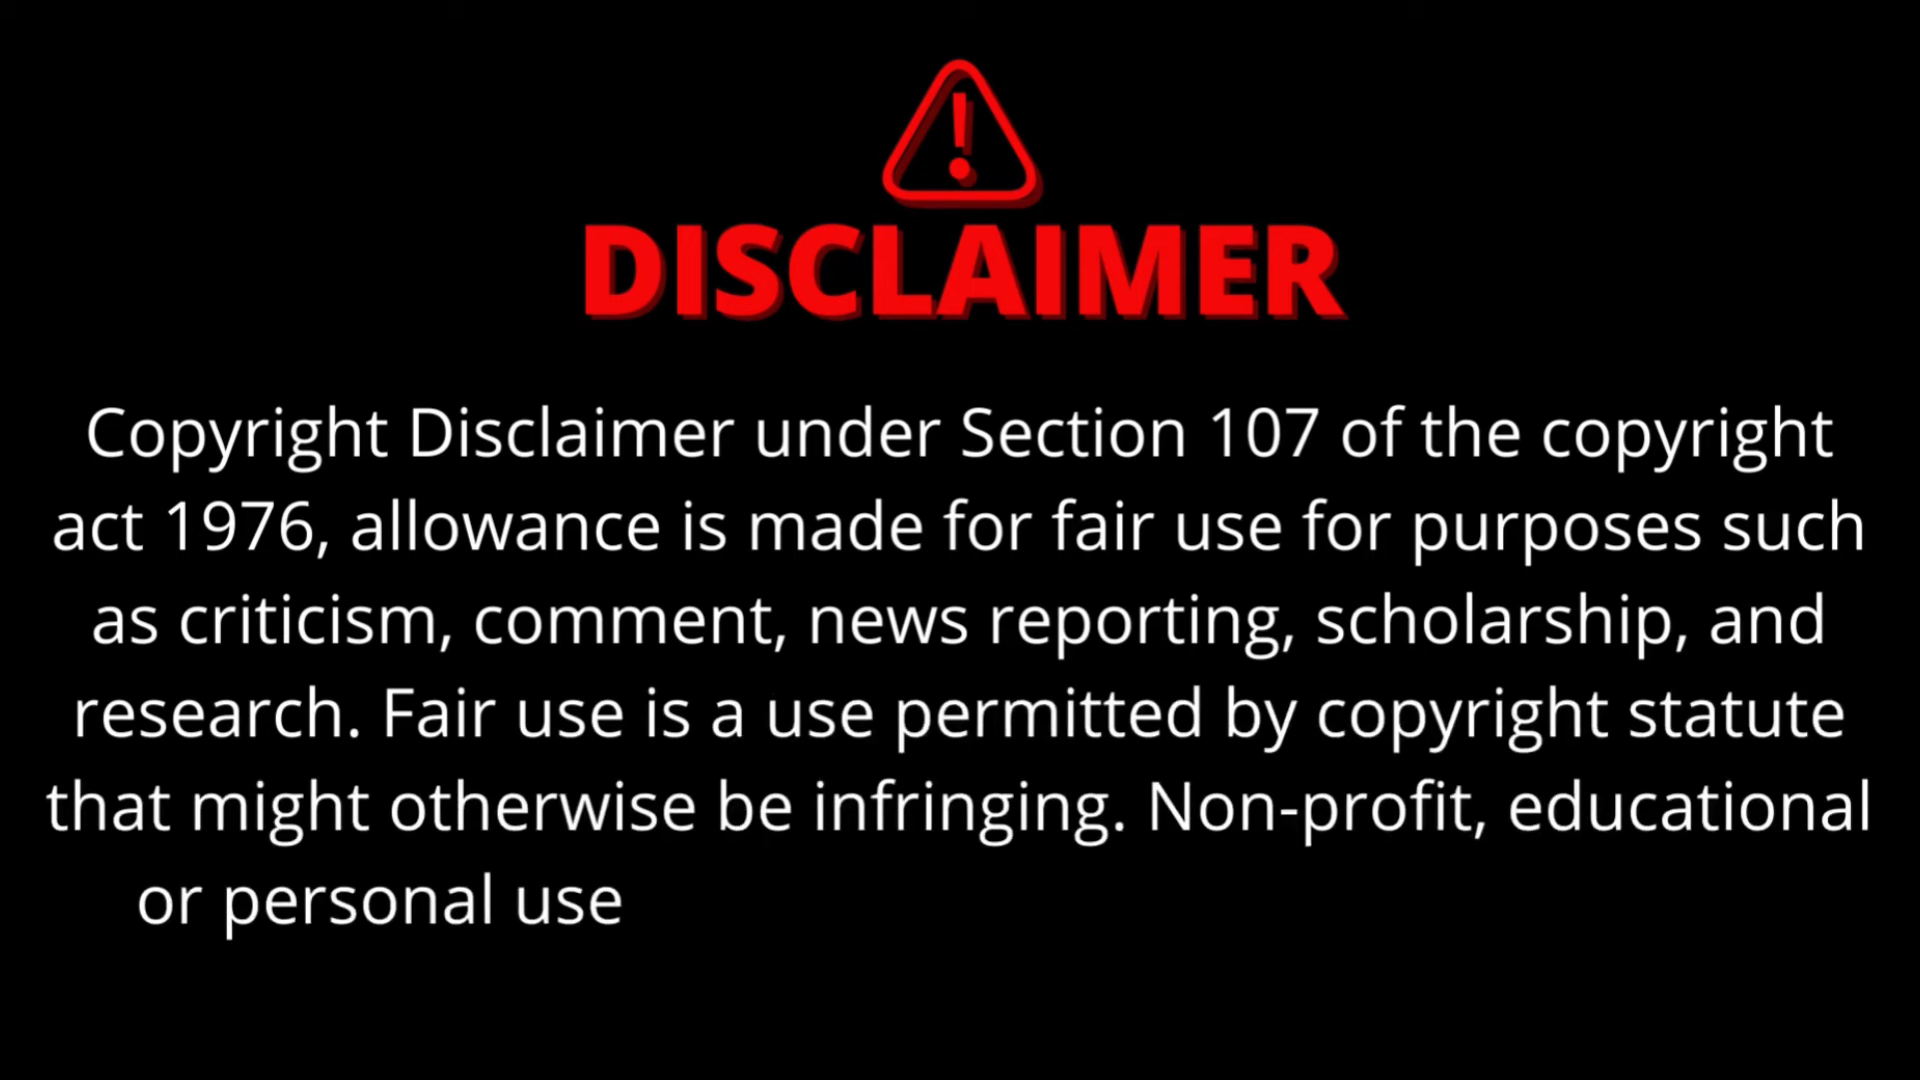 DISCLAIMER
Copyright Disclaimer under Section 107 of the copyright
act 1976, allowance is made for fair use for purposes such
as criticism, comment, news reporting, scholarship, and
research. Fair use is a use permitted by copyright statute
that might otherwise be infringing. Non-profit, educational
or personal use